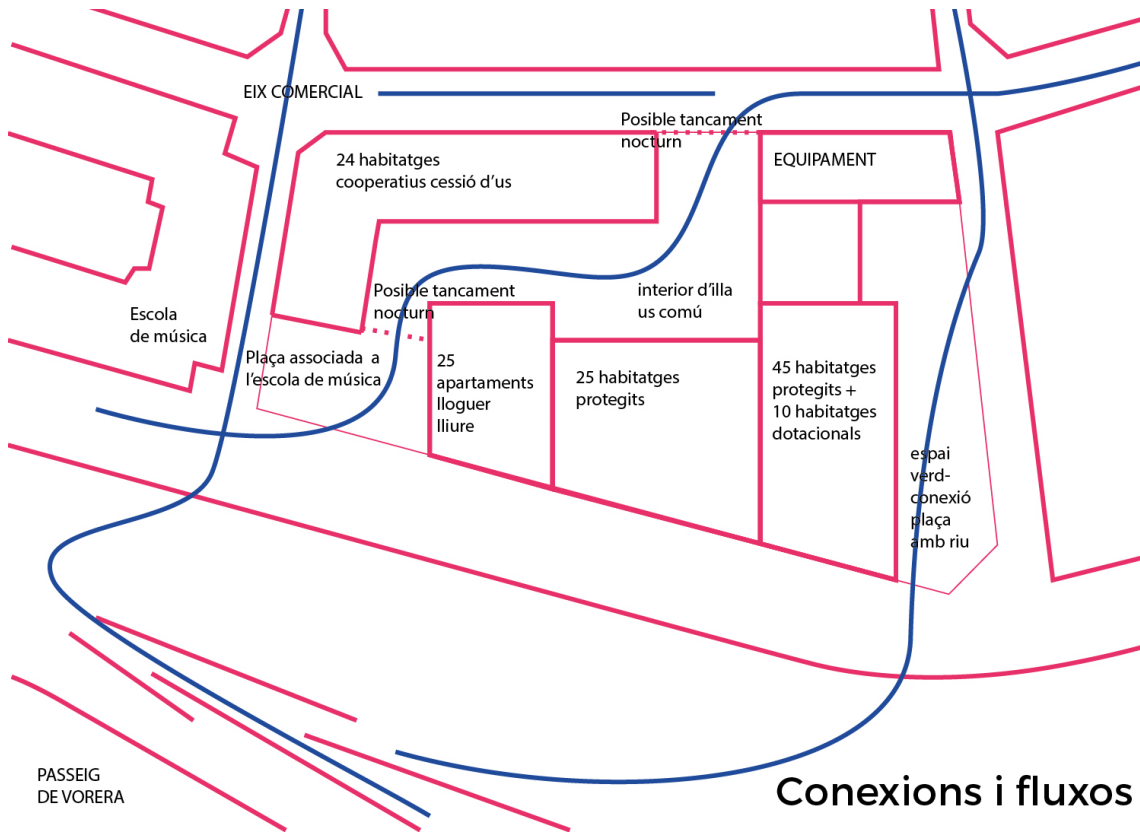 EIX COMERCIAL
Posible tancament
nocturn
24 habitatges
cooperatius cessió d'us
EQUIPAMENT
Posible tancament
nocturn
interior d'illa
us comú
Escola
de música
Plaça associada a
l'escola de música
25
apartaments
lloguer
lliure
25 habitatges
protegits
45 habitatges
protegits +
10 habitatges
dotacionals
espai
verd-
conexió
plaça
amb riu
PASSEIG
DE VORERA
Conexions i fluxos